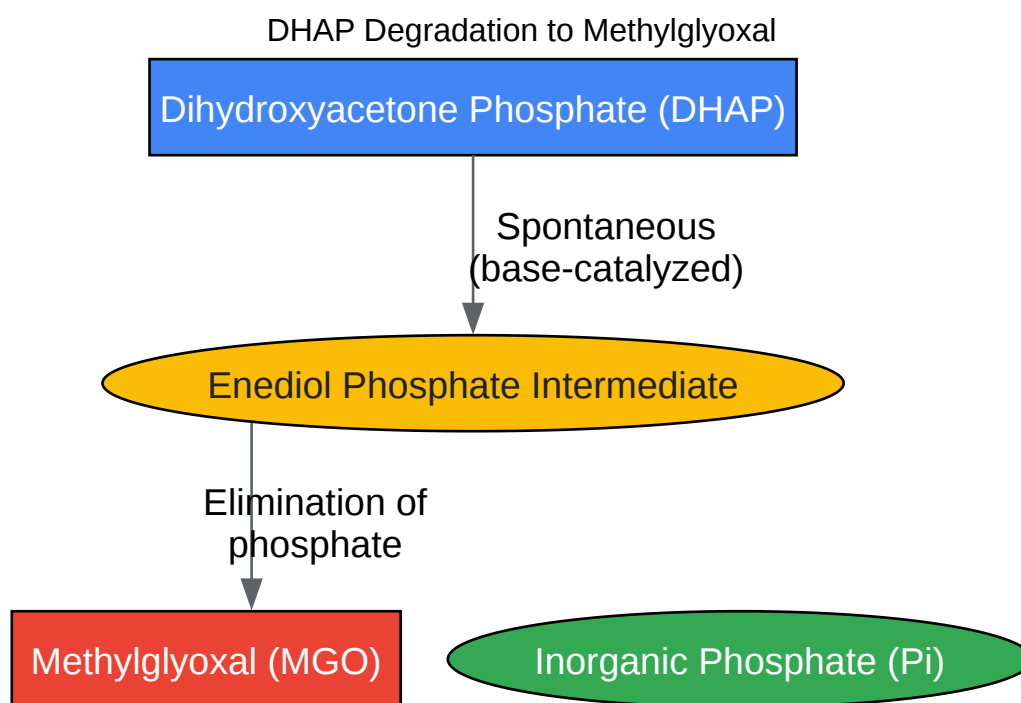 DHAP Degradation to Methylglyoxal
Dihydroxyacetone Phosphate (DHAP)
Spontaneous
(base-catalyzed)
Enediol Phosphate Intermediate
Elimination of
phosphate
Methylglyoxal (MGO)
Inorganic Phosphate (Pi)